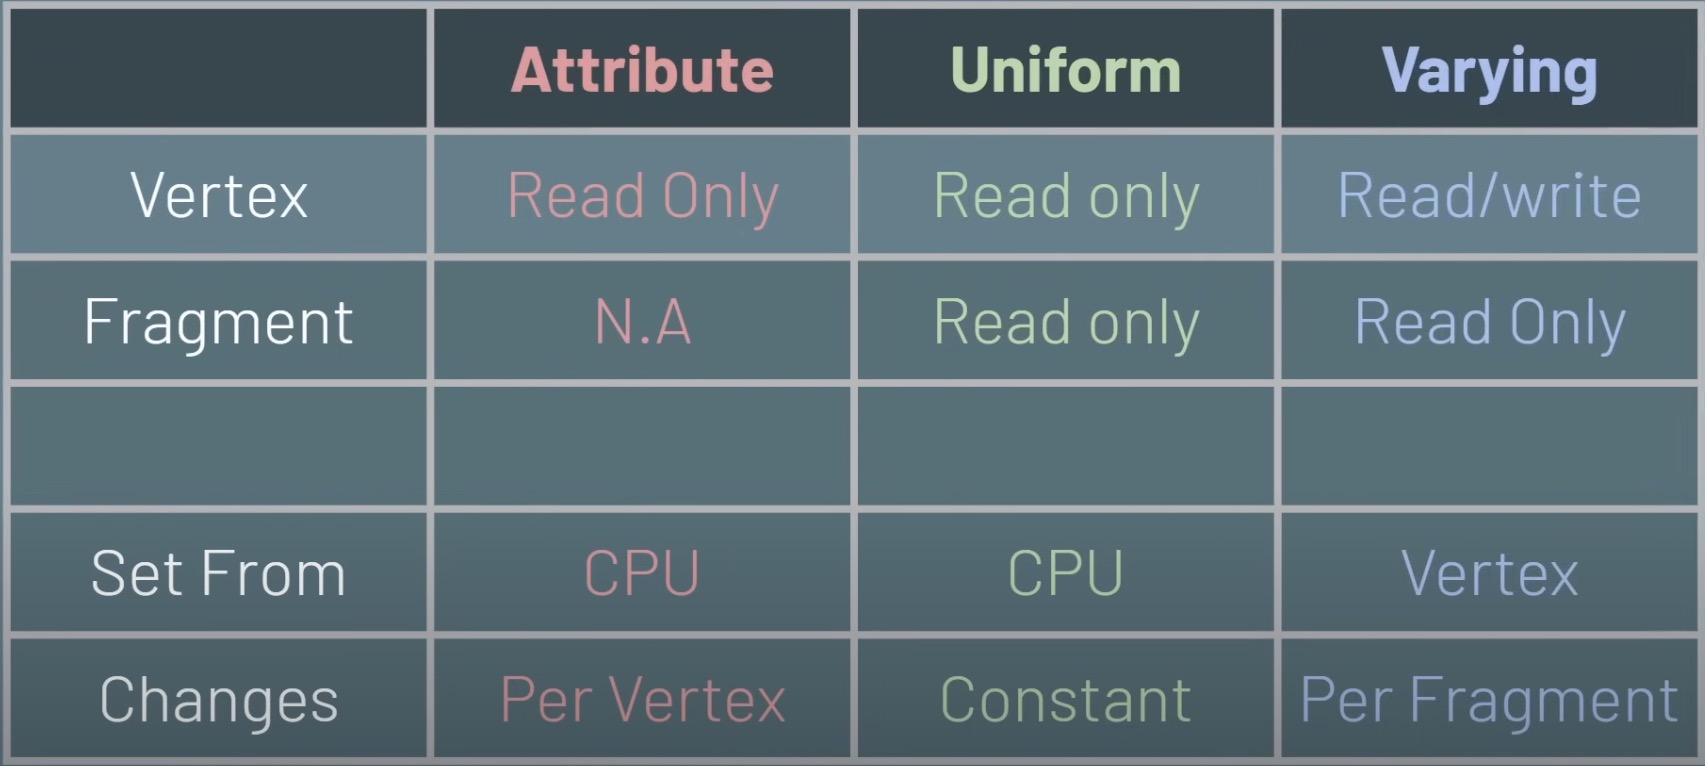 Attribute Uniform Varying
Vertex Read Only Read only Read/write
Fragment N.A Read only Read Only
Set From CPU CPU Vertex
Changes Per Vertex Constant Per Fragment